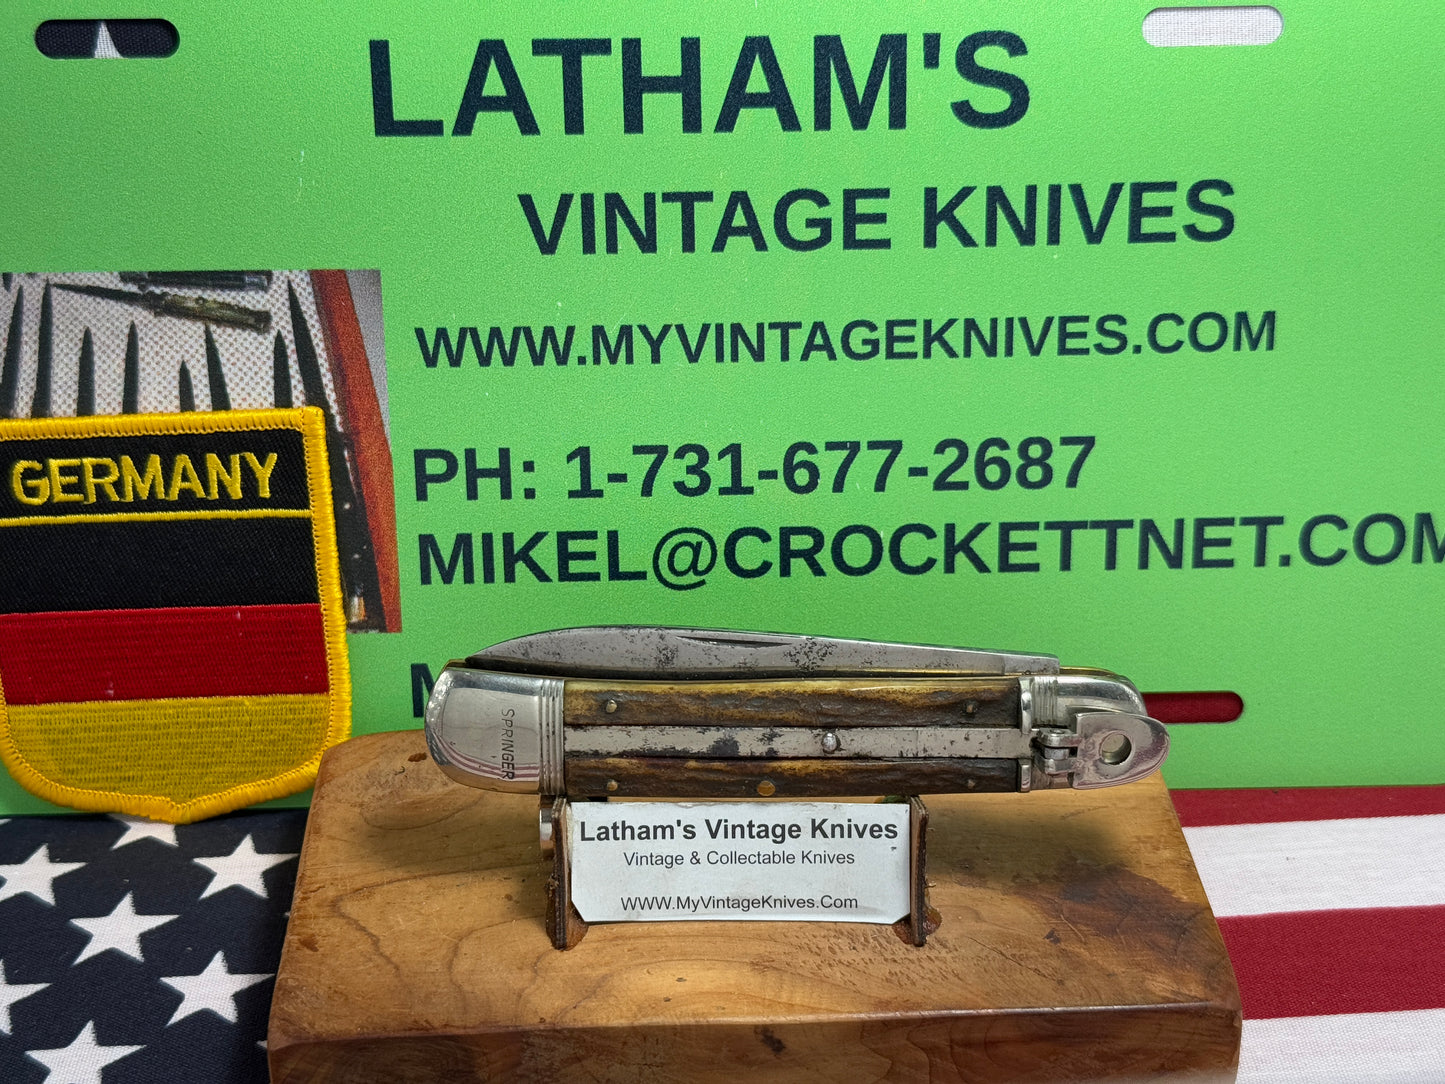 LATHAM'S
VINTAGE KNIVES
WWW.MYVINTAGEKNIVES.COM
PH: 1-731-677-2687
MIKEL@CROCKETTNET.COM
GERMANY
SPRINGER
Latham's Vintage Knives
Vintage & Collectable Knives
WWW.MyVintageKnives.Com